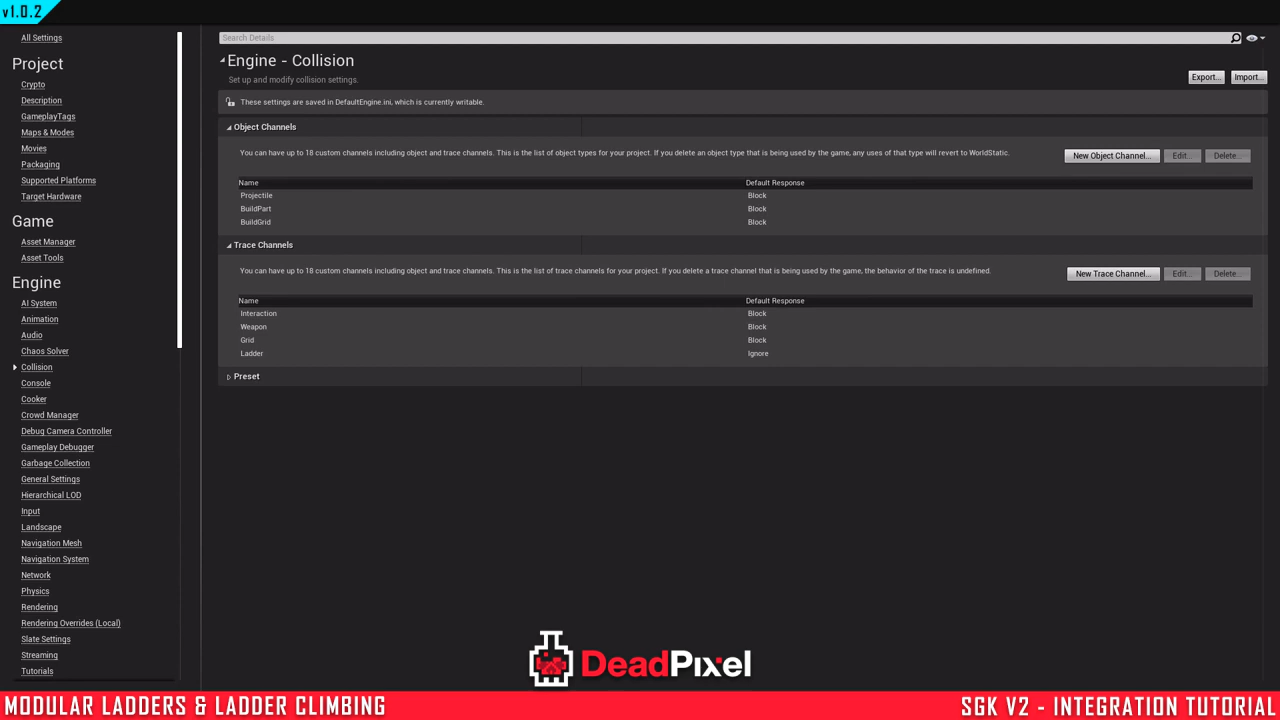 v1.0.2
All Settings
Project
Crypto
Description
GameplayTags
Maps & Modes
Movies
Packaging
Supported Platforms
Target Hardware
Game
Asset Manager
Asset Tools
Engine
AI System
Animation
Audio
Chaos Solver
Collision
Console
Cooker
Crowd Manager
Debug Camera Controller
Gameplay Debugger
Garbage Collection
General Settings
Hierarchical LOD
Input
Landscape
Navigation Mesh
Navigation System
Network
Physics
Rendering
Rendering Overrides (Local)
Slate Settings
Streaming
Tutorials
Search Details
Engine - Collision
Set up and modify collision settings.
Export... Import...
These settings are saved in DefaultEngine.ini, which is currently writable.
Object Channels
You can have up to 18 custom channels including object and trace channels. This is the list of object types for your project. If you delete an object type that is being used by the game, any uses of that type will revert to WorldStatic.
New Object Channel... Edit... Delete...
Name Default Response
Projectile Block
BuildPart Block
BuildGrid Block
Trace Channels
You can have up to 18 custom channels including object and trace channels. This is the list of trace channels for your project. If you delete a trace channel that is being used by the game, the behavior of the trace is undefined.
New Trace Channel... Edit... Delete...
Name Default Response
Interaction Block
Weapon Block
Grid Block
Ladder Ignore
Preset
DeadPixel
MODULAR LADDERS & LADDER CLIMBING
SGK V2 - INTEGRATION TUTORIAL